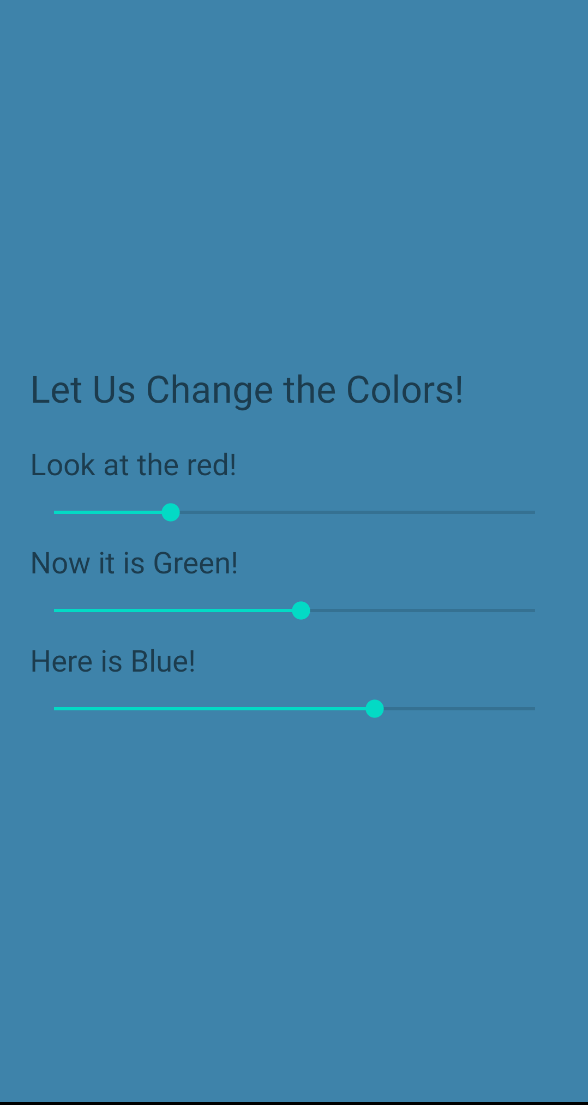 Let Us Change the Colors!
Look at the red!
Now it is Green!
Here is Blue!